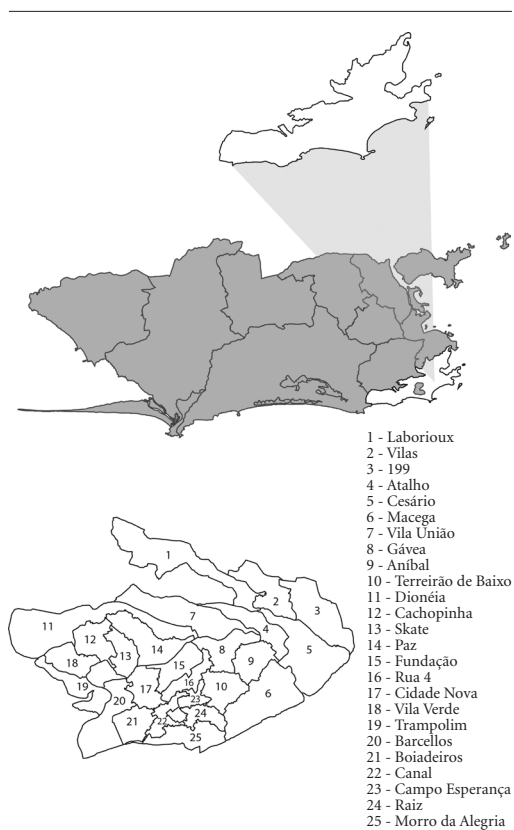 1 - Laborioux
2 - Vilas
3 - 199
4 - Atalho
5 - Cesário
6 - Macega
7 - Vila União
8 - Gávea
9 - Aníbal
10 - Terreirão de Baixo
11 - Dionéia
12 - Cachopinha
13 - Skate
14 - Paz
15 - Fundação
16 - Rua 4
17 - Cidade Nova
18 - Vila Verde
19 - Trampolim
20 - Barcellos
21 - Boiadeiros
22 - Canal
23 - Campo Esperança
24 - Raiz
25 - Morro da Alegria
1
2
3
7
4
11
12
13
14
8
5
15
9
18
16
19
17
10
6
20
23
24
21
22
25